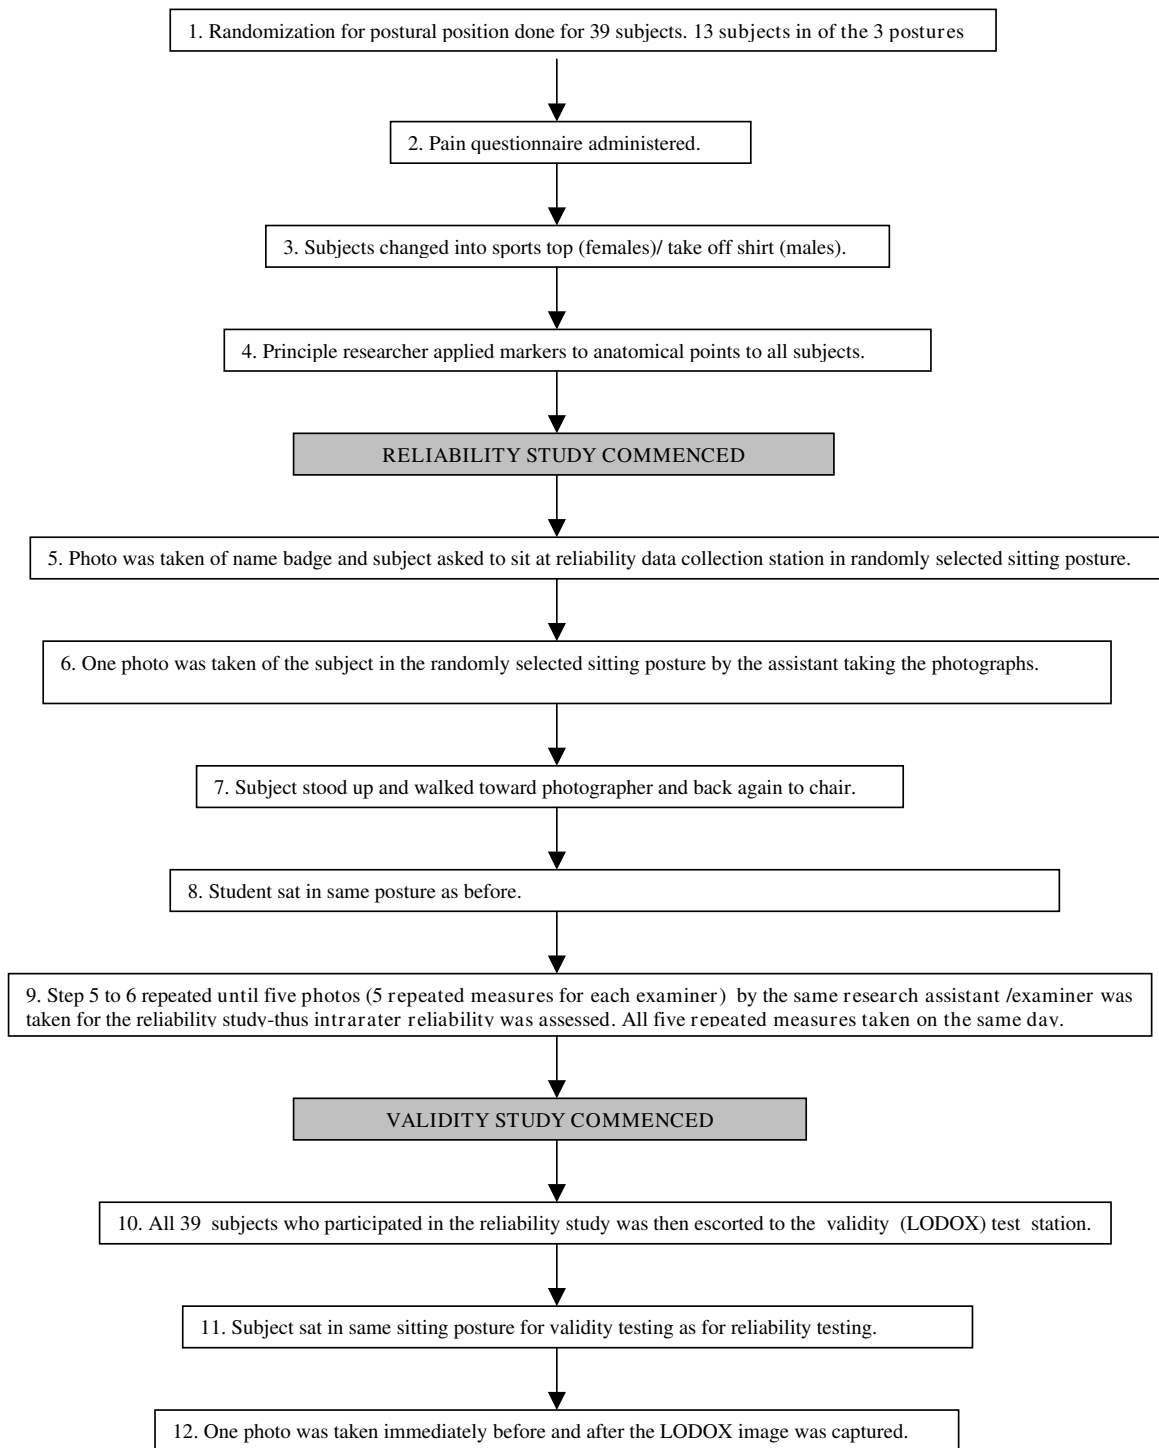 1. Randomization for postural position done for 39 subjects. 13 subjects in of the 3 postures
2. Pain questionnaire administered.
3. Subjects changed into sports top (females)/ take off shirt (males).
4. Principle researcher applied markers to anatomical points to all subjects.
RELIABILITY STUDY COMMENCED
5. Photo was taken of name badge and subject asked to sit at reliability data collection station in randomly selected sitting posture.
6. One photo was taken of the subject in the randomly selected sitting posture by the assistant taking the photographs.
7. Subject stood up and walked toward photographer and back again to chair.
8. Student sat in same posture as before.
9. Step 5 to 6 repeated until five photos (5 repeated measures for each examiner) by the same research assistant /examiner was
taken for the reliability study-thus intrarater reliability was assessed. All five repeated measures taken on the same day.
VALIDITY STUDY COMMENCED
10. All 39 subjects who participated in the reliability study was then escorted to the validity (LODOX) test station.
11. Subject sat in same sitting posture for validity testing as for reliability testing.
12. One photo was taken immediately before and after the LODOX image was captured.